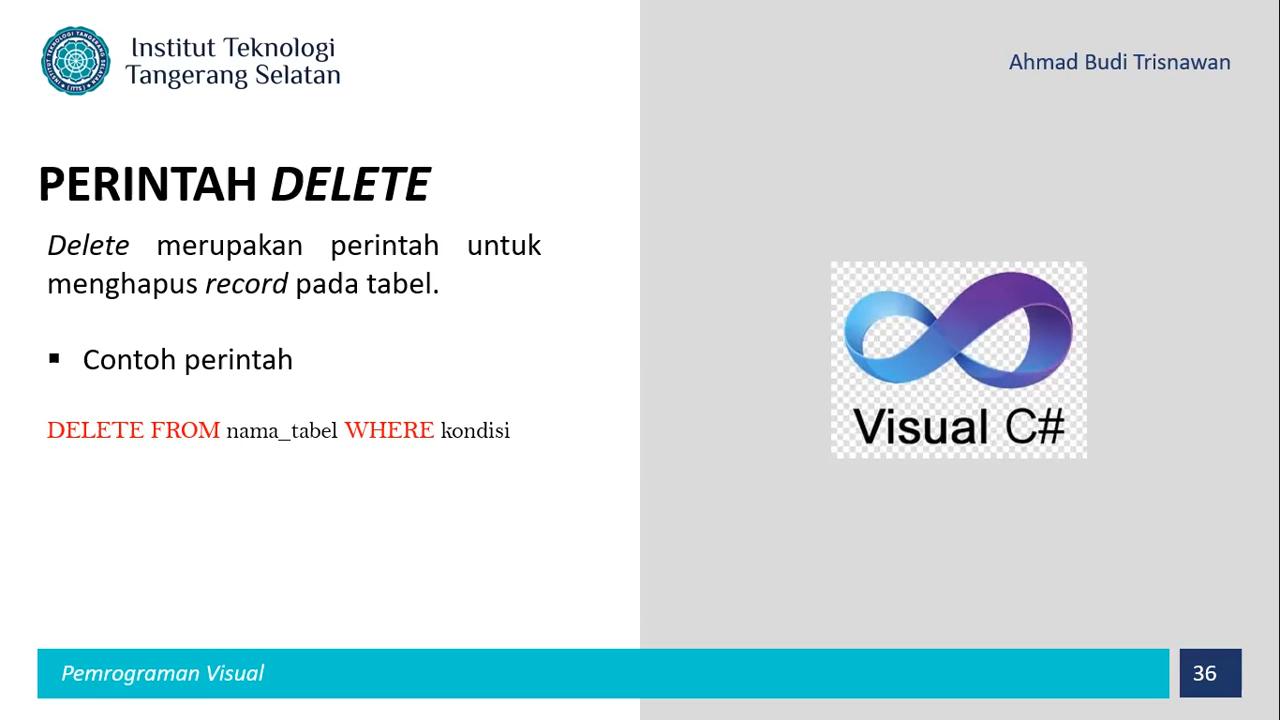 Institut Teknologi
Tangerang Selatan
Ahmad Budi Trisnawan
PERINTAH DELETE
Delete merupakan perintah untuk
menghapus record pada tabel.
▪ Contoh perintah
DELETE FROM nama_tabel WHERE kondisi
Visual C#
Pemrograman Visual
36